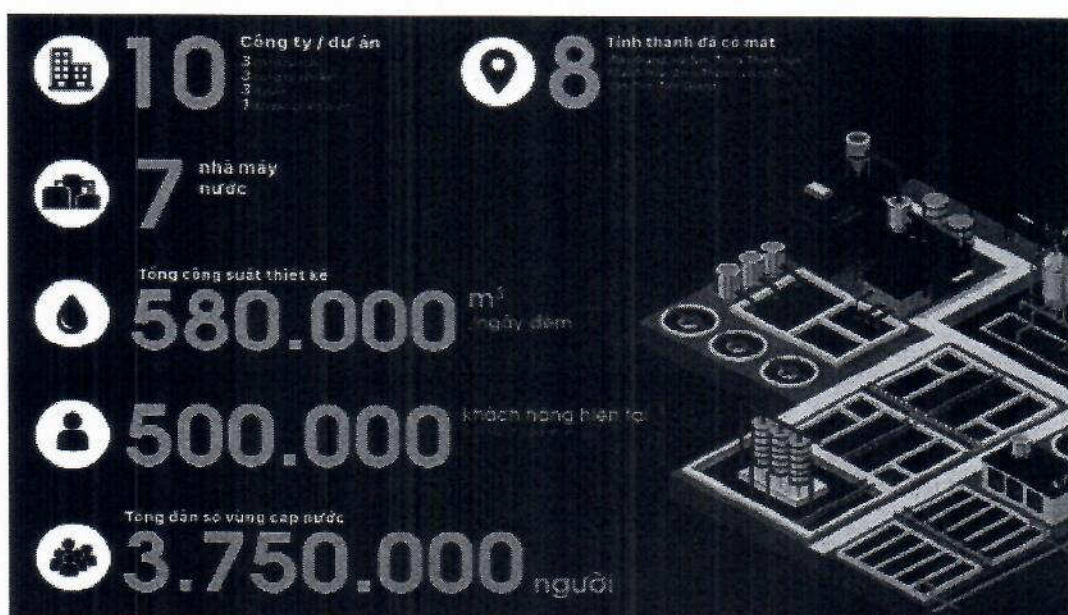 10 Công ty / dự án
3
3
3
1
8 Tỉnh thành đã có mặt
7 nhà máy
nước
Tổng công suất thiết kế
580.000 m³
/ngày đêm
500.000 khách hàng hiện tại
Tổng dân số vùng cấp nước
3.750.000 người